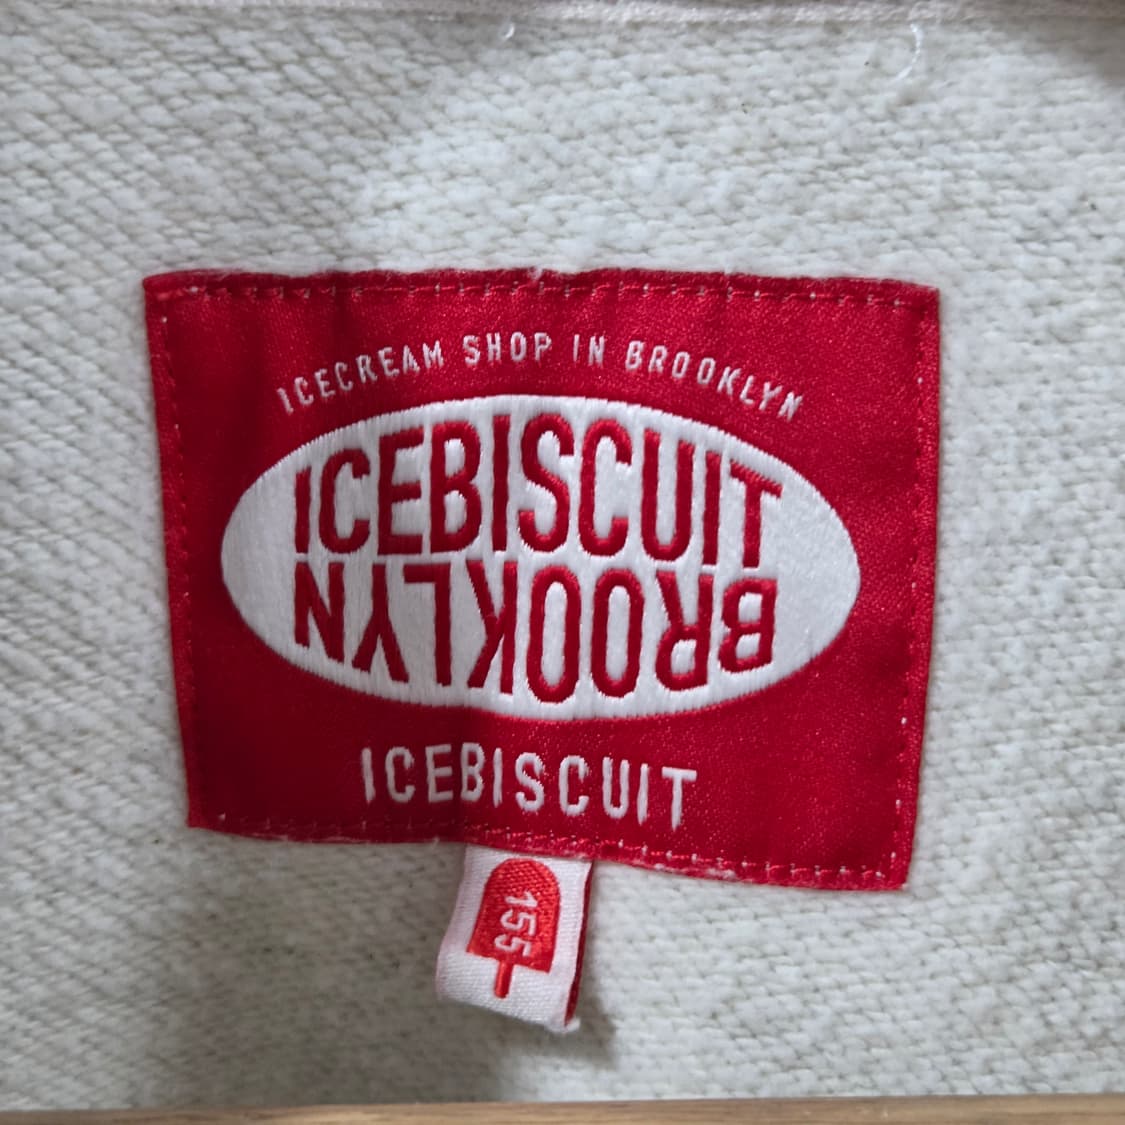 ICECREAM SHOP IN BROOKLYN
ICEBISCUIT
BROOKLYN
ICEBISCUIT
155